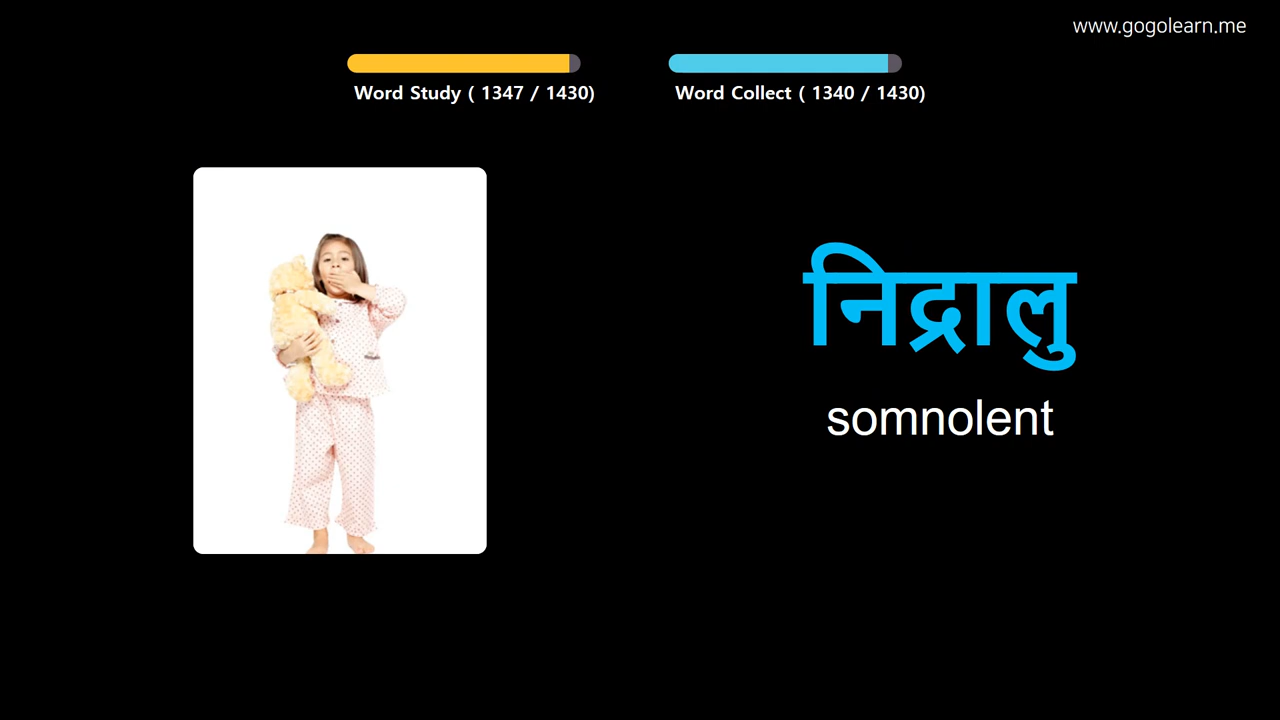 www.gogolearn.me
Word Study ( 1347 / 1430)
Word Collect ( 1340 / 1430)
निद्रालु
somnolent